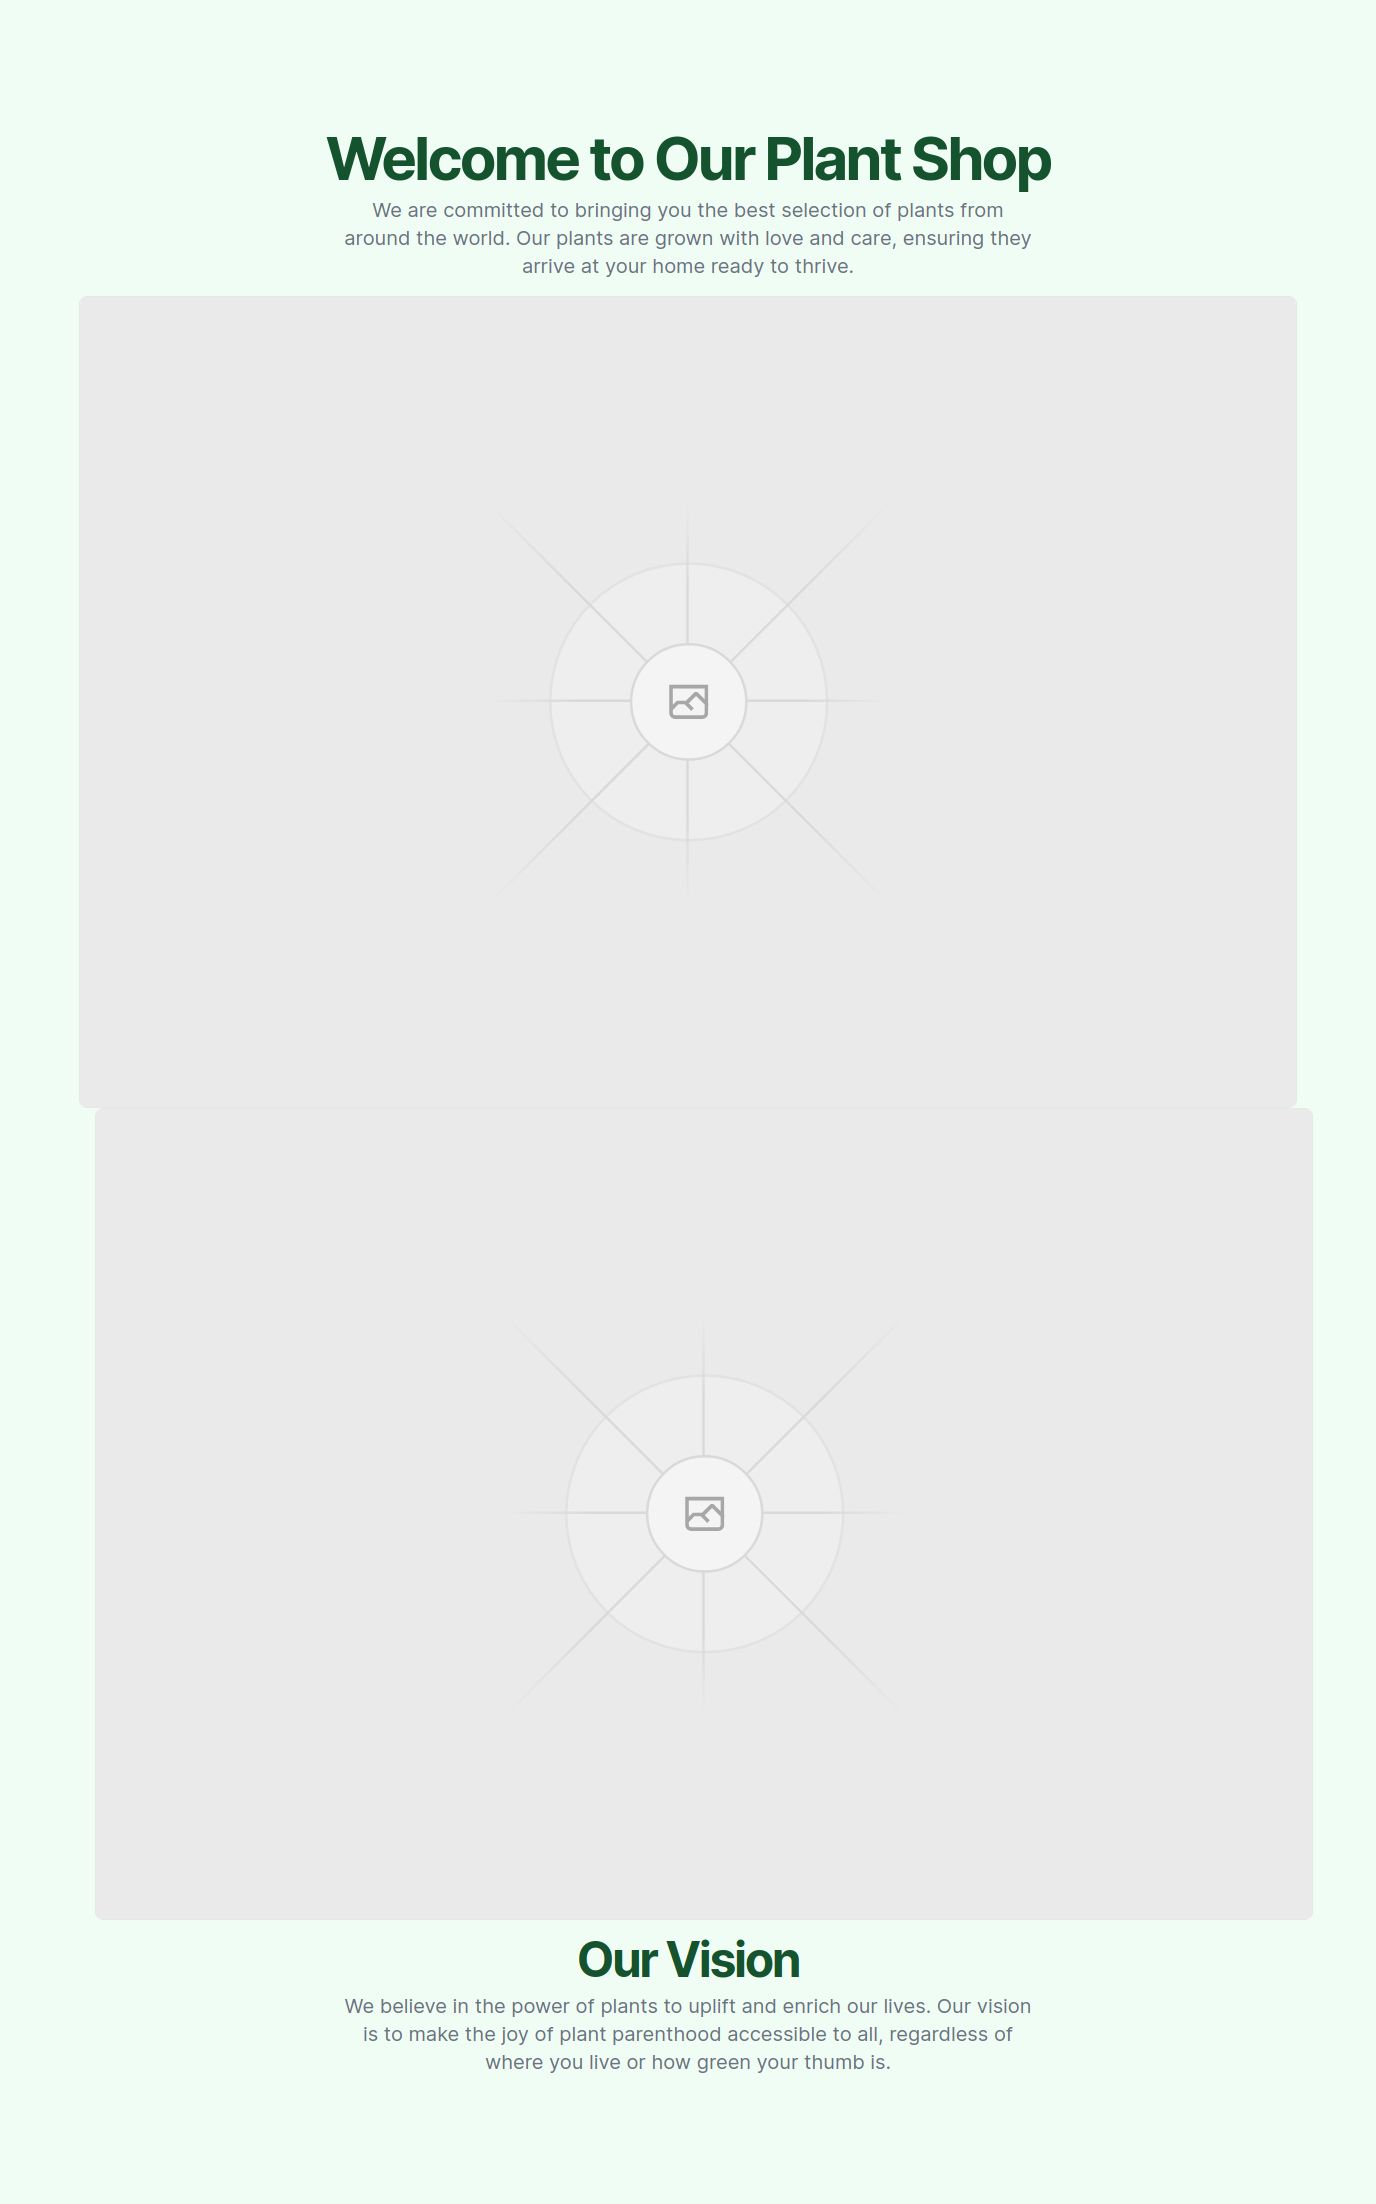 Welcome to Our Plant Shop
We are committed to bringing you the best selection of plants from
around the world. Our plants are grown with love and care, ensuring they
arrive at your home ready to thrive.
Our Vision
We believe in the power of plants to uplift and enrich our lives. Our vision
is to make the joy of plant parenthood accessible to all, regardless of
where you live or how green your thumb is.